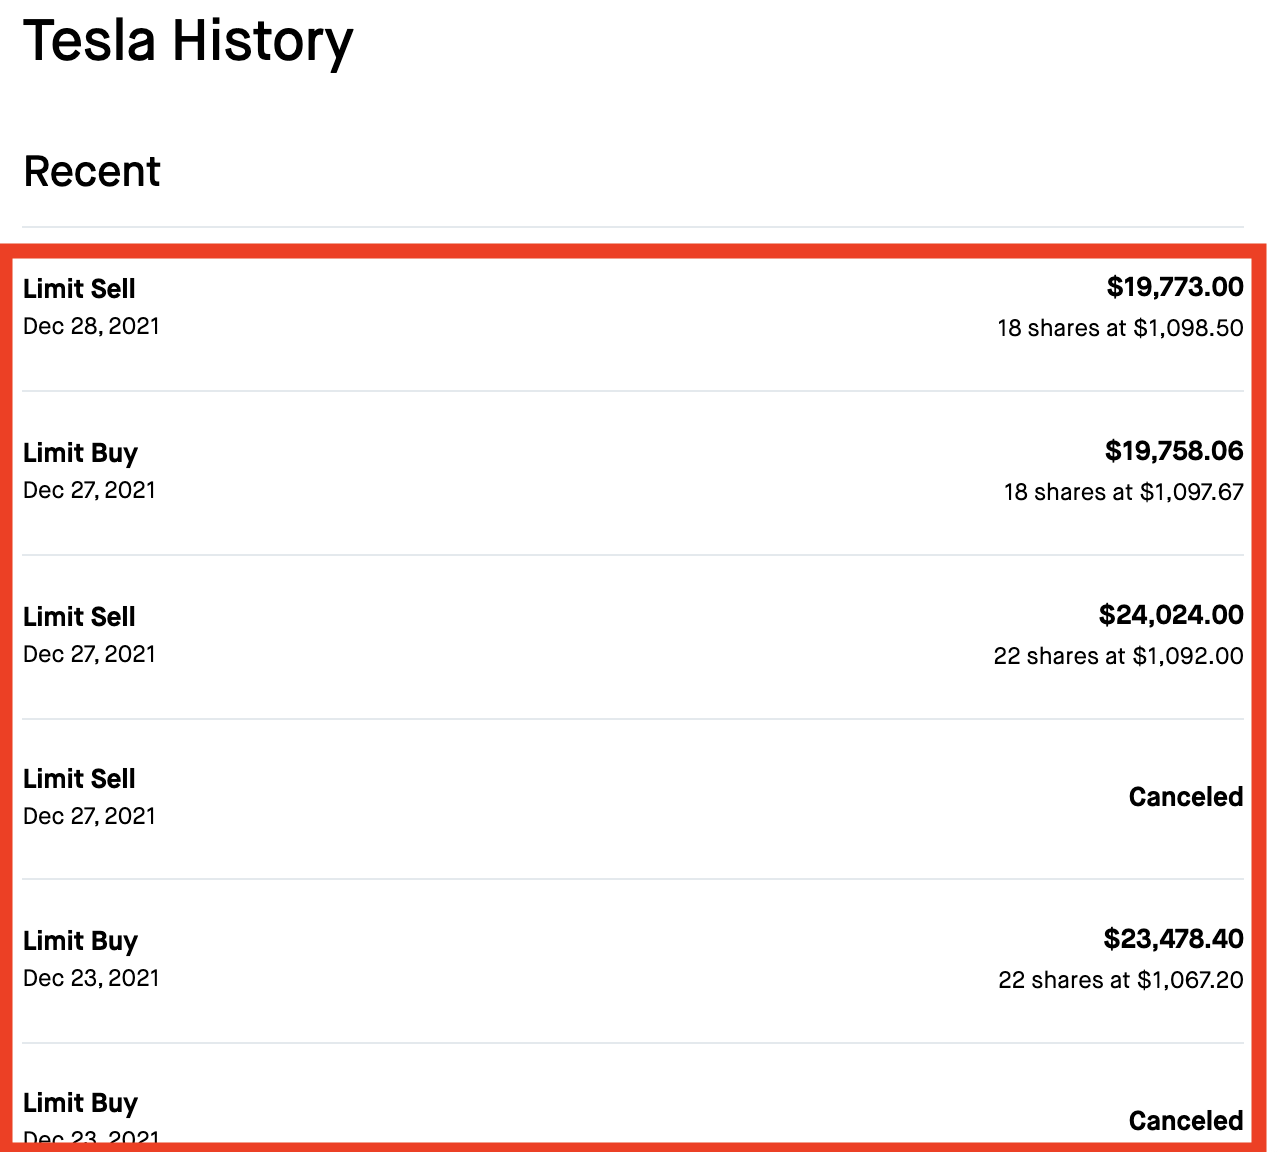 Tesla History
Recent
Limit Sell
$19,773.00
Dec 28, 2021
18 shares at $1,098.50
Limit Buy
$19,758.06
Dec 27, 2021
18 shares at $1,097.67
Limit Sell
$24,024.00
Dec 27, 2021
22 shares at $1,092.00
Limit Sell
Dec 27, 2021
Canceled
Limit Buy
$23,478.40
Dec 23, 2021
22 shares at $1,067.20
Limit Buy
Canceled
Dec 23, 2021